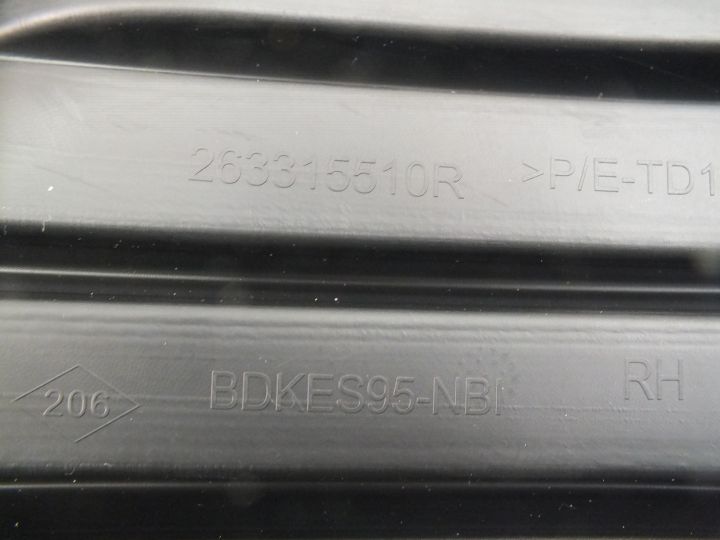 263315510R >P/E-TD1
206 BDKES95-NBI RH